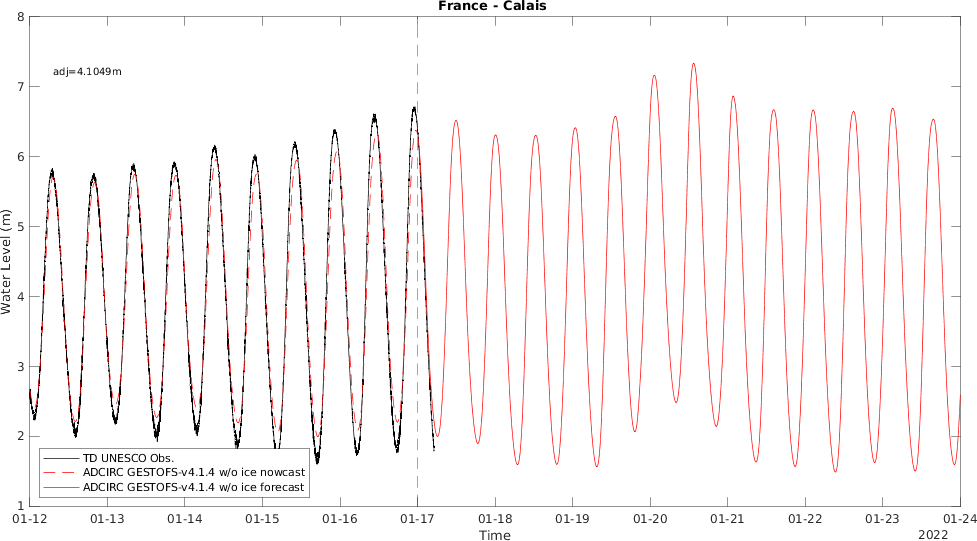 France - Calais
8
adj=4.1049m
7
6
5
Water Level (m)
4
3
2
1
TD UNESCO Obs.
ADCIRC GESTOFS-v4.1.4 w/o ice nowcast
ADCIRC GESTOFS-v4.1.4 w/o ice forecast
01-12 01-13 01-14 01-15 01-16 01-17 01-18 01-19 01-20 01-21 01-22 01-23 01-24
Time
2022